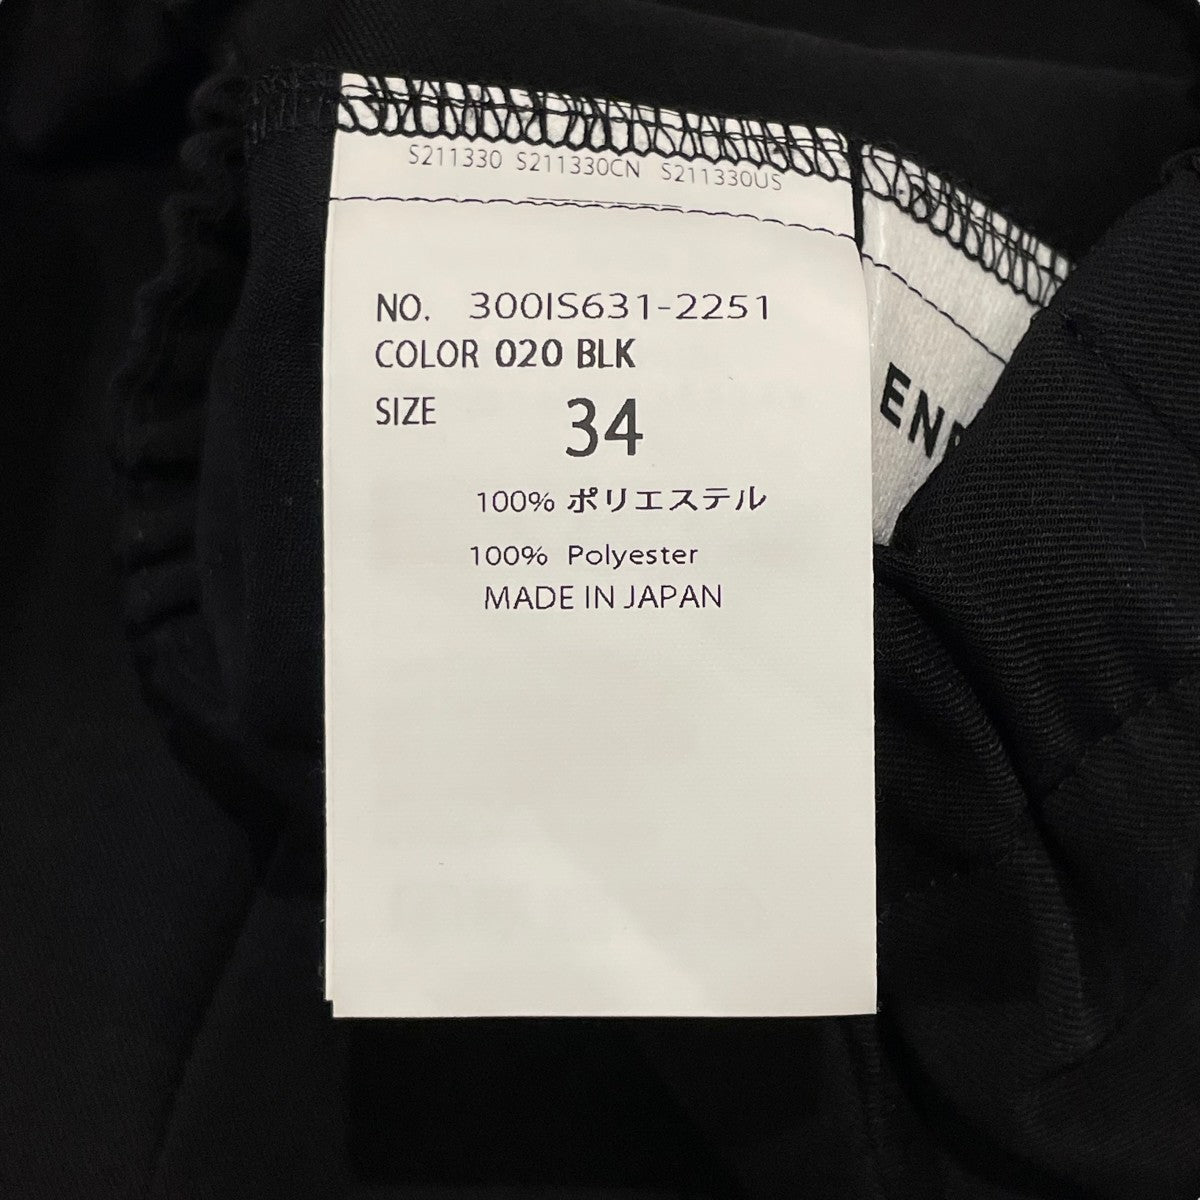 S211330 S211330CN S211330US
NO. 300IS631-2251
COLOR 020 BLK
SIZE 34
100% ポリエステル
100% Polyester
MADE IN JAPAN